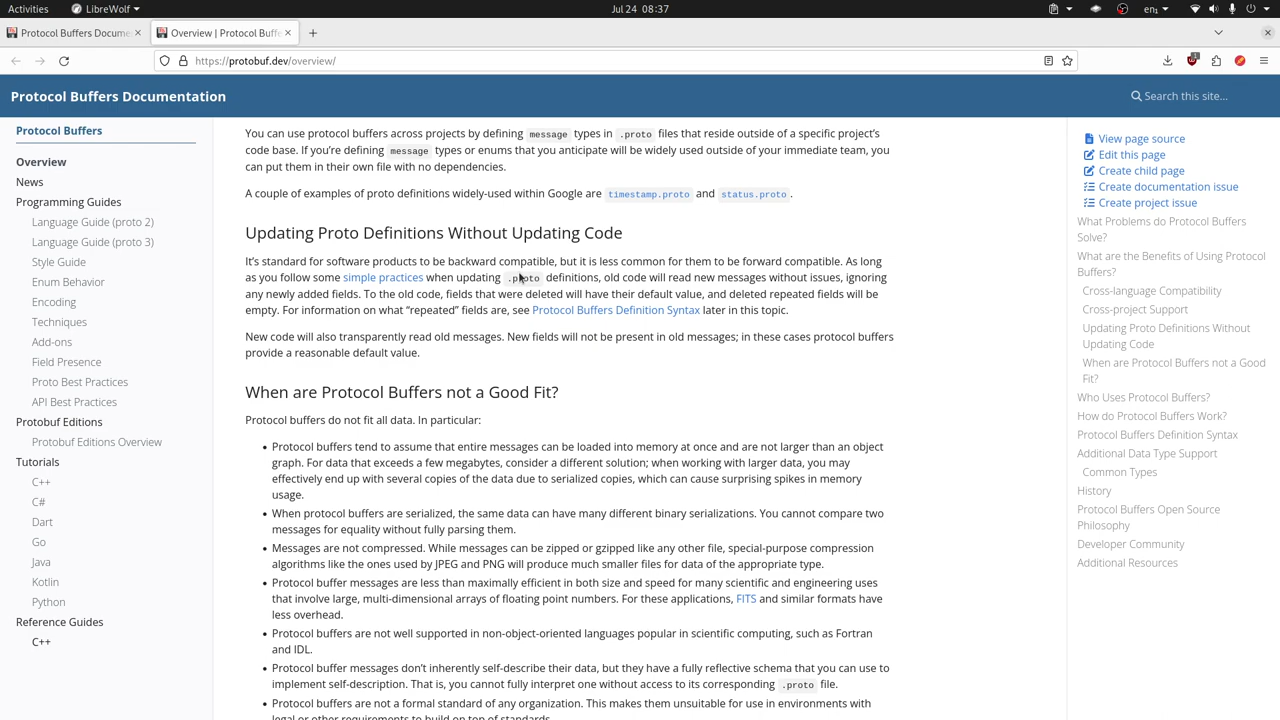 Activities
LibreWolf
Jul 24 08:37
en₁
Protocol Buffers Docume
Overview | Protocol Buffe
https://protobuf.dev/overview/
1
Protocol Buffers Documentation
Search this site...
Protocol Buffers
Overview
News
Programming Guides
Language Guide (proto 2)
Language Guide (proto 3)
Style Guide
Enum Behavior
Encoding
Techniques
Add-ons
Field Presence
Proto Best Practices
API Best Practices
Protobuf Editions
Protobuf Editions Overview
Tutorials
C++
C#
Dart
Go
Java
Kotlin
Python
Reference Guides
C++
You can use protocol buffers across projects by defining message types in .proto files that reside outside of a specific project's
code base. If you're defining message types or enums that you anticipate will be widely used outside of your immediate team, you
can put them in their own file with no dependencies.
A couple of examples of proto definitions widely-used within Google are timestamp.proto and status.proto.
Updating Proto Definitions Without Updating Code
It's standard for software products to be backward compatible, but it is less common for them to be forward compatible. As long
as you follow some simple practices when updating .proto definitions, old code will read new messages without issues, ignoring
any newly added fields. To the old code, fields that were deleted will have their default value, and deleted repeated fields will be
empty. For information on what “repeated” fields are, see Protocol Buffers Definition Syntax later in this topic.
New code will also transparently read old messages. New fields will not be present in old messages; in these cases protocol buffers
provide a reasonable default value.
When are Protocol Buffers not a Good Fit?
Protocol buffers do not fit all data. In particular:
• Protocol buffers tend to assume that entire messages can be loaded into memory at once and are not larger than an object
graph. For data that exceeds a few megabytes, consider a different solution; when working with larger data, you may
effectively end up with several copies of the data due to serialized copies, which can cause surprising spikes in memory
usage.
• When protocol buffers are serialized, the same data can have many different binary serializations. You cannot compare two
messages for equality without fully parsing them.
• Messages are not compressed. While messages can be zipped or gzipped like any other file, special-purpose compression
algorithms like the ones used by JPEG and PNG will produce much smaller files for data of the appropriate type.
• Protocol buffer messages are less than maximally efficient in both size and speed for many scientific and engineering uses
that involve large, multi-dimensional arrays of floating point numbers. For these applications, FITS and similar formats have
less overhead.
• Protocol buffers are not well supported in non-object-oriented languages popular in scientific computing, such as Fortran
and IDL.
• Protocol buffer messages don't inherently self-describe their data, but they have a fully reflective schema that you can use to
implement self-description. That is, you cannot fully interpret one without access to its corresponding .proto file.
• Protocol buffers are not a formal standard of any organization. This makes them unsuitable for use in environments with
legal or other requirements to build on top of standards.
View page source
Edit this page
Create child page
Create documentation issue
Create project issue
What Problems do Protocol Buffers
Solve?
What are the Benefits of Using Protocol
Buffers?
Cross-language Compatibility
Cross-project Support
Updating Proto Definitions Without
Updating Code
When are Protocol Buffers not a Good
Fit?
Who Uses Protocol Buffers?
How do Protocol Buffers Work?
Protocol Buffers Definition Syntax
Additional Data Type Support
Common Types
History
Protocol Buffers Open Source
Philosophy
Developer Community
Additional Resources